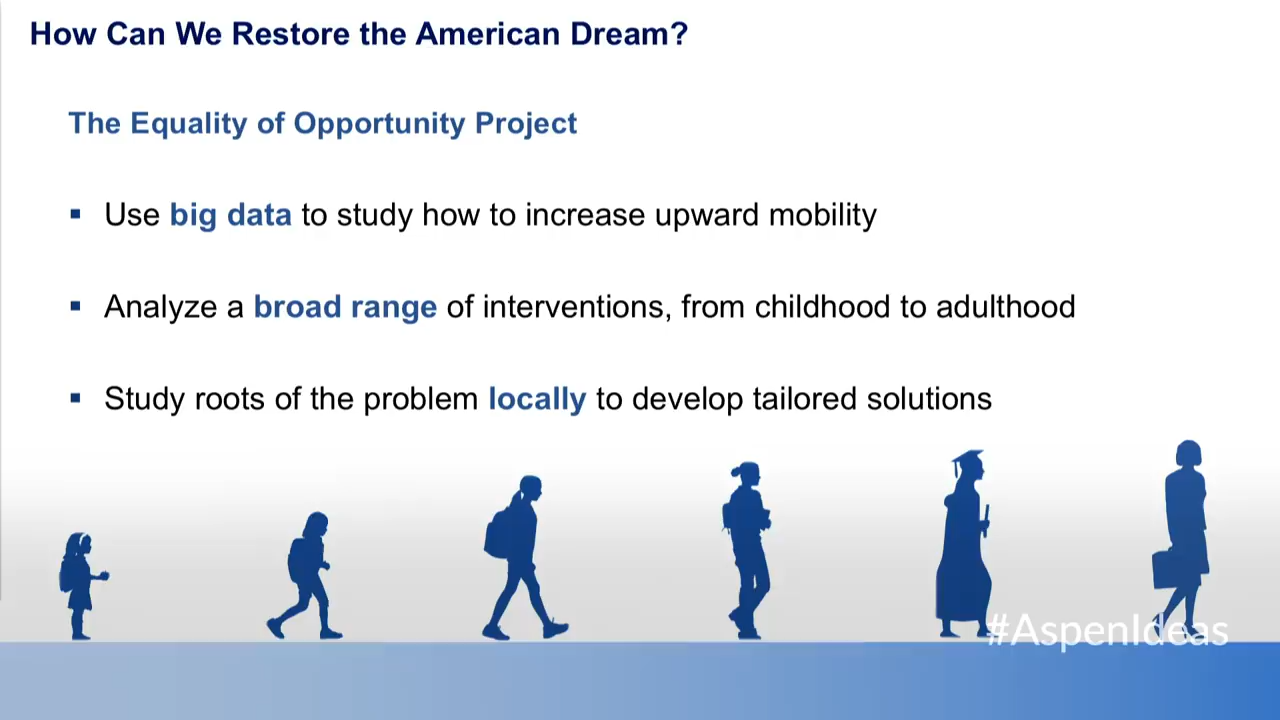 How Can We Restore the American Dream?
The Equality of Opportunity Project
▪ Use big data to study how to increase upward mobility
▪ Analyze a broad range of interventions, from childhood to adulthood
▪ Study roots of the problem locally to develop tailored solutions
#AspenIdeas